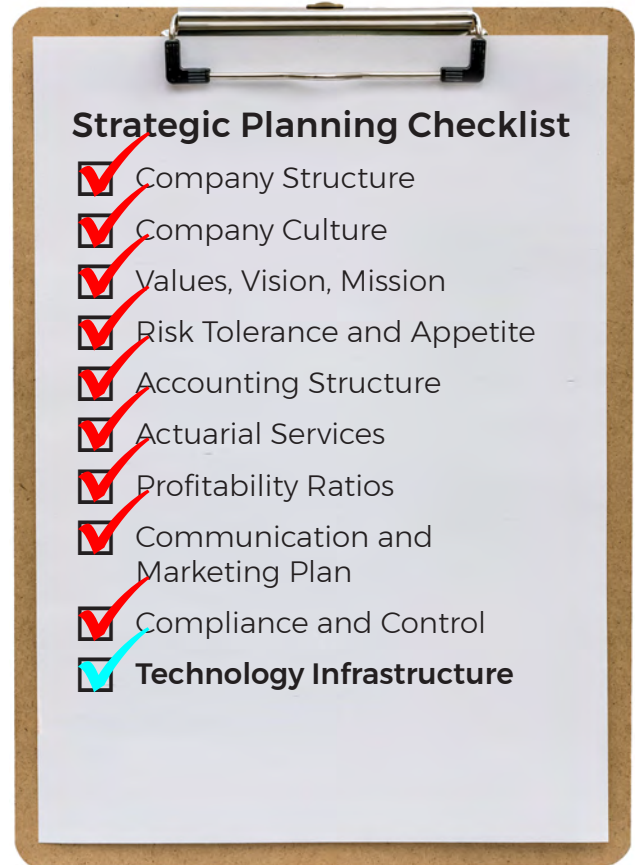 Strategic Planning Checklist
Company Structure
Company Culture
Values, Vision, Mission
Risk Tolerance and Appetite
Accounting Structure
Actuarial Services
Profitability Ratios
Communication and
Marketing Plan
Compliance and Control
Technology Infrastructure